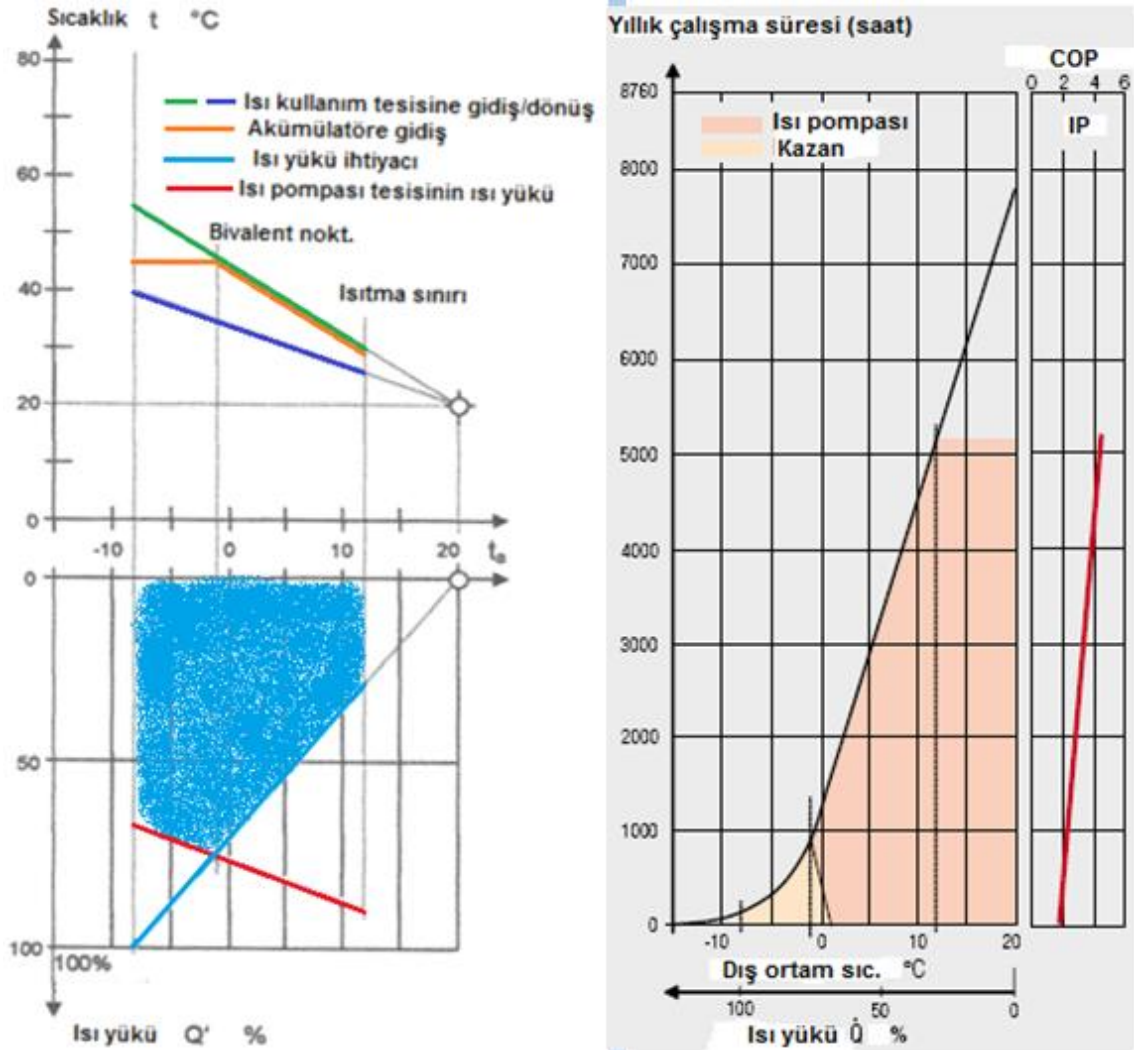 Sıcaklık t °C
80
60
40
20
0
Isı kullanım tesisine gidiş/dönüş
Akümülatöre gidiş
Isı yükü ihtiyacı
Isı pompası tesisinin ısı yükü
Bivalent nokt.
Isıtma sınırı
-10 0 10 20 tₐ
0
50
100
100%
Isı yükü Q' %
Yıllık çalışma süresi (saat)
8760
8000
7000
6000
5000
4000
3000
2000
1000
0
Isı pompası
Kazan
-10 0 10 20
Dış ortam sıc. °C
100 50 0
Isı yükü Q̇ %
COP
0 2 4 6
IP